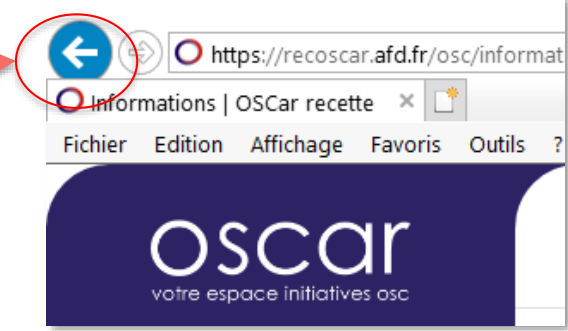 https://recoscar.afd.fr/osc/informat
Informations | OSCar recette ×
Fichier Edition Affichage Favoris Outils ?
oscar
votre espace initiatives osc